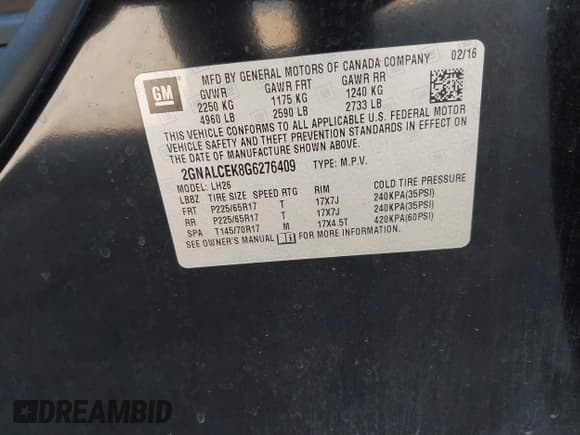 GM
MFD BY GENERAL MOTORS OF CANADA COMPANY 02/16
GVWR GAWR FRT GAWR RR
2250 KG 1175 KG 1240 KG
4960 LB 2590 LB 2733 LB
THIS VEHICLE CONFORMS TO ALL APPLICABLE U.S. FEDERAL MOTOR
VEHICLE SAFETY AND THEFT PREVENTION STANDARDS IN EFFECT ON
THE DATE OF MANUFACTURE SHOWN ABOVE.
2GNALCEK8G6276409 TYPE: M.P.V.
MODEL: LH26
LBBZ TIRE SIZE SPEED RTG RIM COLD TIRE PRESSURE
FRT P225/65R17 T 17X7J 240KPA(35PSI)
RR P225/65R17 T 17X7J 240KPA(35PSI)
SPA T145/70R17 M 17X4.5T 420KPA(60PSI)
SEE OWNER'S MANUAL FOR MORE INFORMATION
DREAMBID